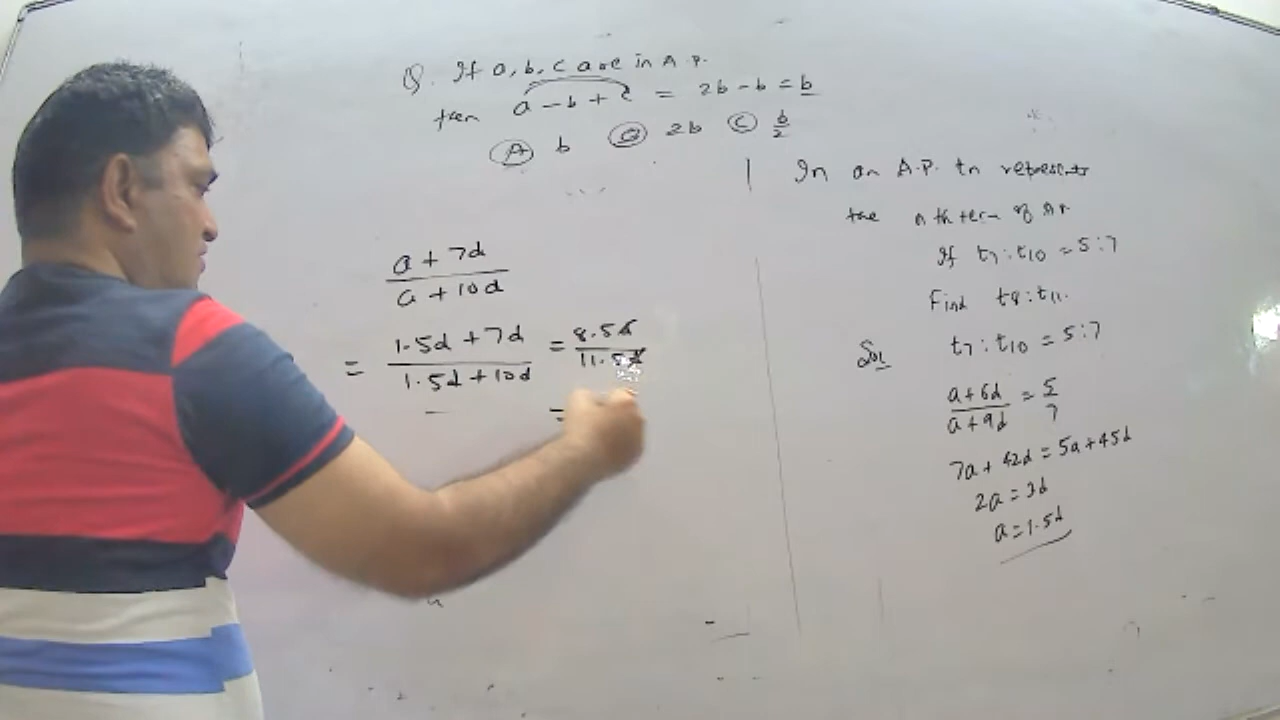 Q. If a, b, c are in A.P.
then a - b + c = 2b - b = b
(A) b (B) 2b (C) b/2
In an A.P. tn represents
the nth term of A.P.
If t7 : t10 = 5 : 7
Find t8 : t11.
Sol t7 : t10 = 5 : 7
(a + 6d)/(a + 9d) = 5/7
7a + 42d = 5a + 45d
2a = 3d
a = 1.5d
(a + 7d)/(a + 10d)
= (1.5d + 7d)/(1.5d + 10d) = 8.5d/11.5d
=